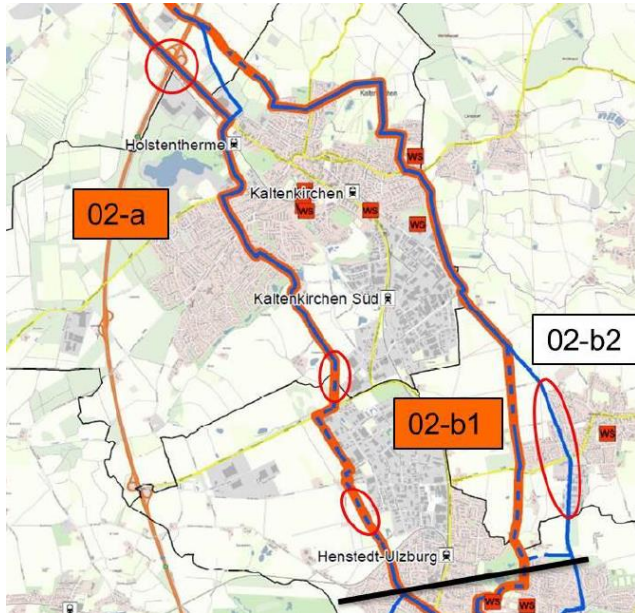 WS
Holstentherme
Kaltenkirchen
WS
WS
WS
02-a
Kaltenkirchen Süd
02-b2
02-b1
WS
Henstedt-Ulzburg
WS
WS